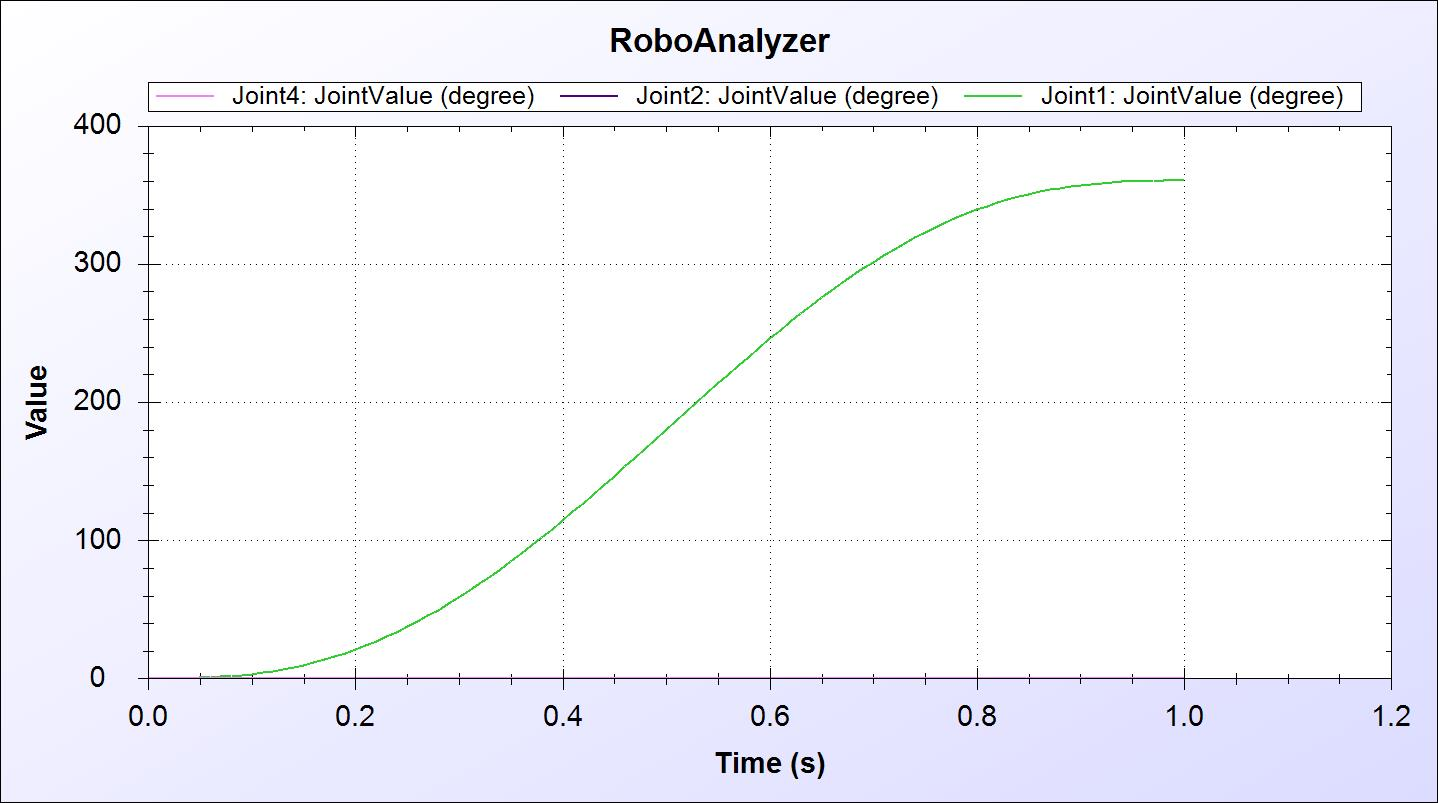 RoboAnalyzer
Joint4: JointValue (degree) Joint2: JointValue (degree) Joint1: JointValue (degree)
400
300
200
100
0
Value
0.0 0.2 0.4 0.6 0.8 1.0 1.2
Time (s)